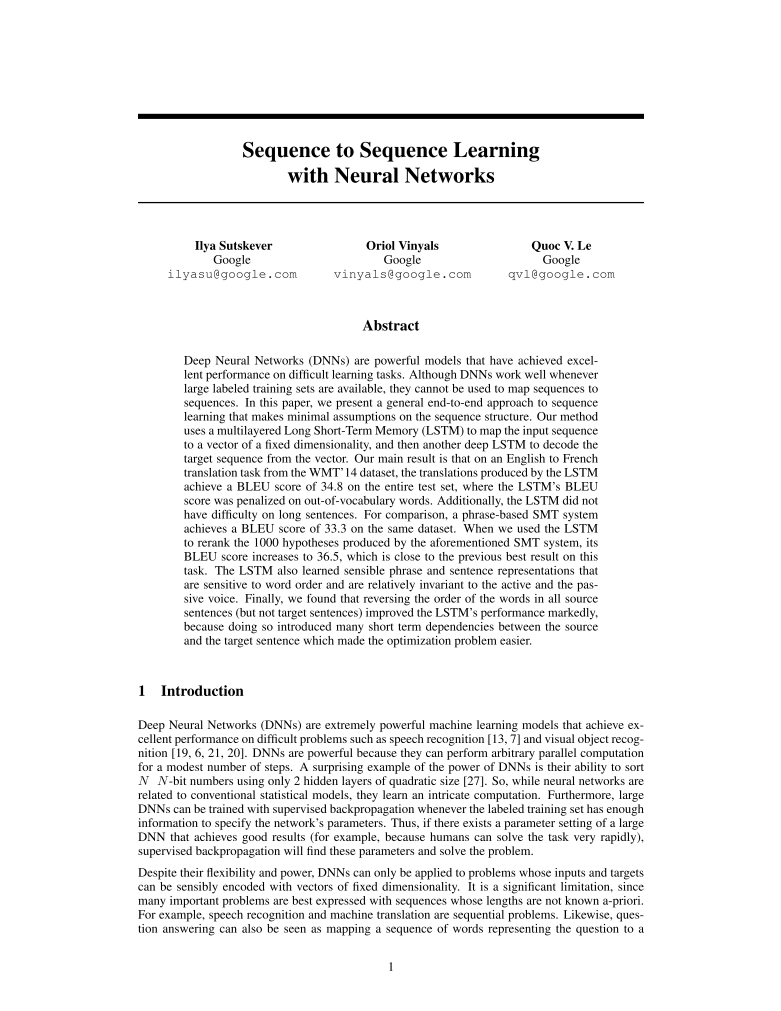 Sequence to Sequence Learning
with Neural Networks
Ilya Sutskever
Google
ilyasu@google.com
Oriol Vinyals
Google
vinyals@google.com
Quoc V. Le
Google
qvl@google.com
Abstract
Deep Neural Networks (DNNs) are powerful models that have achieved excel-
lent performance on difficult learning tasks. Although DNNs work well whenever
large labeled training sets are available, they cannot be used to map sequences to
sequences. In this paper, we present a general end-to-end approach to sequence
learning that makes minimal assumptions on the sequence structure. Our method
uses a multilayered Long Short-Term Memory (LSTM) to map the input sequence
to a vector of a fixed dimensionality, and then another deep LSTM to decode the
target sequence from the vector. Our main result is that on an English to French
translation task from the WMT'14 dataset, the translations produced by the LSTM
achieve a BLEU score of 34.8 on the entire test set, where the LSTM's BLEU
score was penalized on out-of-vocabulary words. Additionally, the LSTM did not
have difficulty on long sentences. For comparison, a phrase-based SMT system
achieves a BLEU score of 33.3 on the same dataset. When we used the LSTM
to rerank the 1000 hypotheses produced by the aforementioned SMT system, its
BLEU score increases to 36.5, which is close to the previous best result on this
task. The LSTM also learned sensible phrase and sentence representations that
are sensitive to word order and are relatively invariant to the active and the pas-
sive voice. Finally, we found that reversing the order of the words in all source
sentences (but not target sentences) improved the LSTM's performance markedly,
because doing so introduced many short term dependencies between the source
and the target sentence which made the optimization problem easier.
1 Introduction
Deep Neural Networks (DNNs) are extremely powerful machine learning models that achieve ex-
cellent performance on difficult problems such as speech recognition [13, 7] and visual object recog-
nition [19, 6, 21, 20]. DNNs are powerful because they can perform arbitrary parallel computation
for a modest number of steps. A surprising example of the power of DNNs is their ability to sort
N N-bit numbers using only 2 hidden layers of quadratic size [27]. So, while neural networks are
related to conventional statistical models, they learn an intricate computation. Furthermore, large
DNNs can be trained with supervised backpropagation whenever the labeled training set has enough
information to specify the network's parameters. Thus, if there exists a parameter setting of a large
DNN that achieves good results (for example, because humans can solve the task very rapidly),
supervised backpropagation will find these parameters and solve the problem.
Despite their flexibility and power, DNNs can only be applied to problems whose inputs and targets
can be sensibly encoded with vectors of fixed dimensionality. It is a significant limitation, since
many important problems are best expressed with sequences whose lengths are not known a-priori.
For example, speech recognition and machine translation are sequential problems. Likewise, ques-
tion answering can also be seen as mapping a sequence of words representing the question to a
1